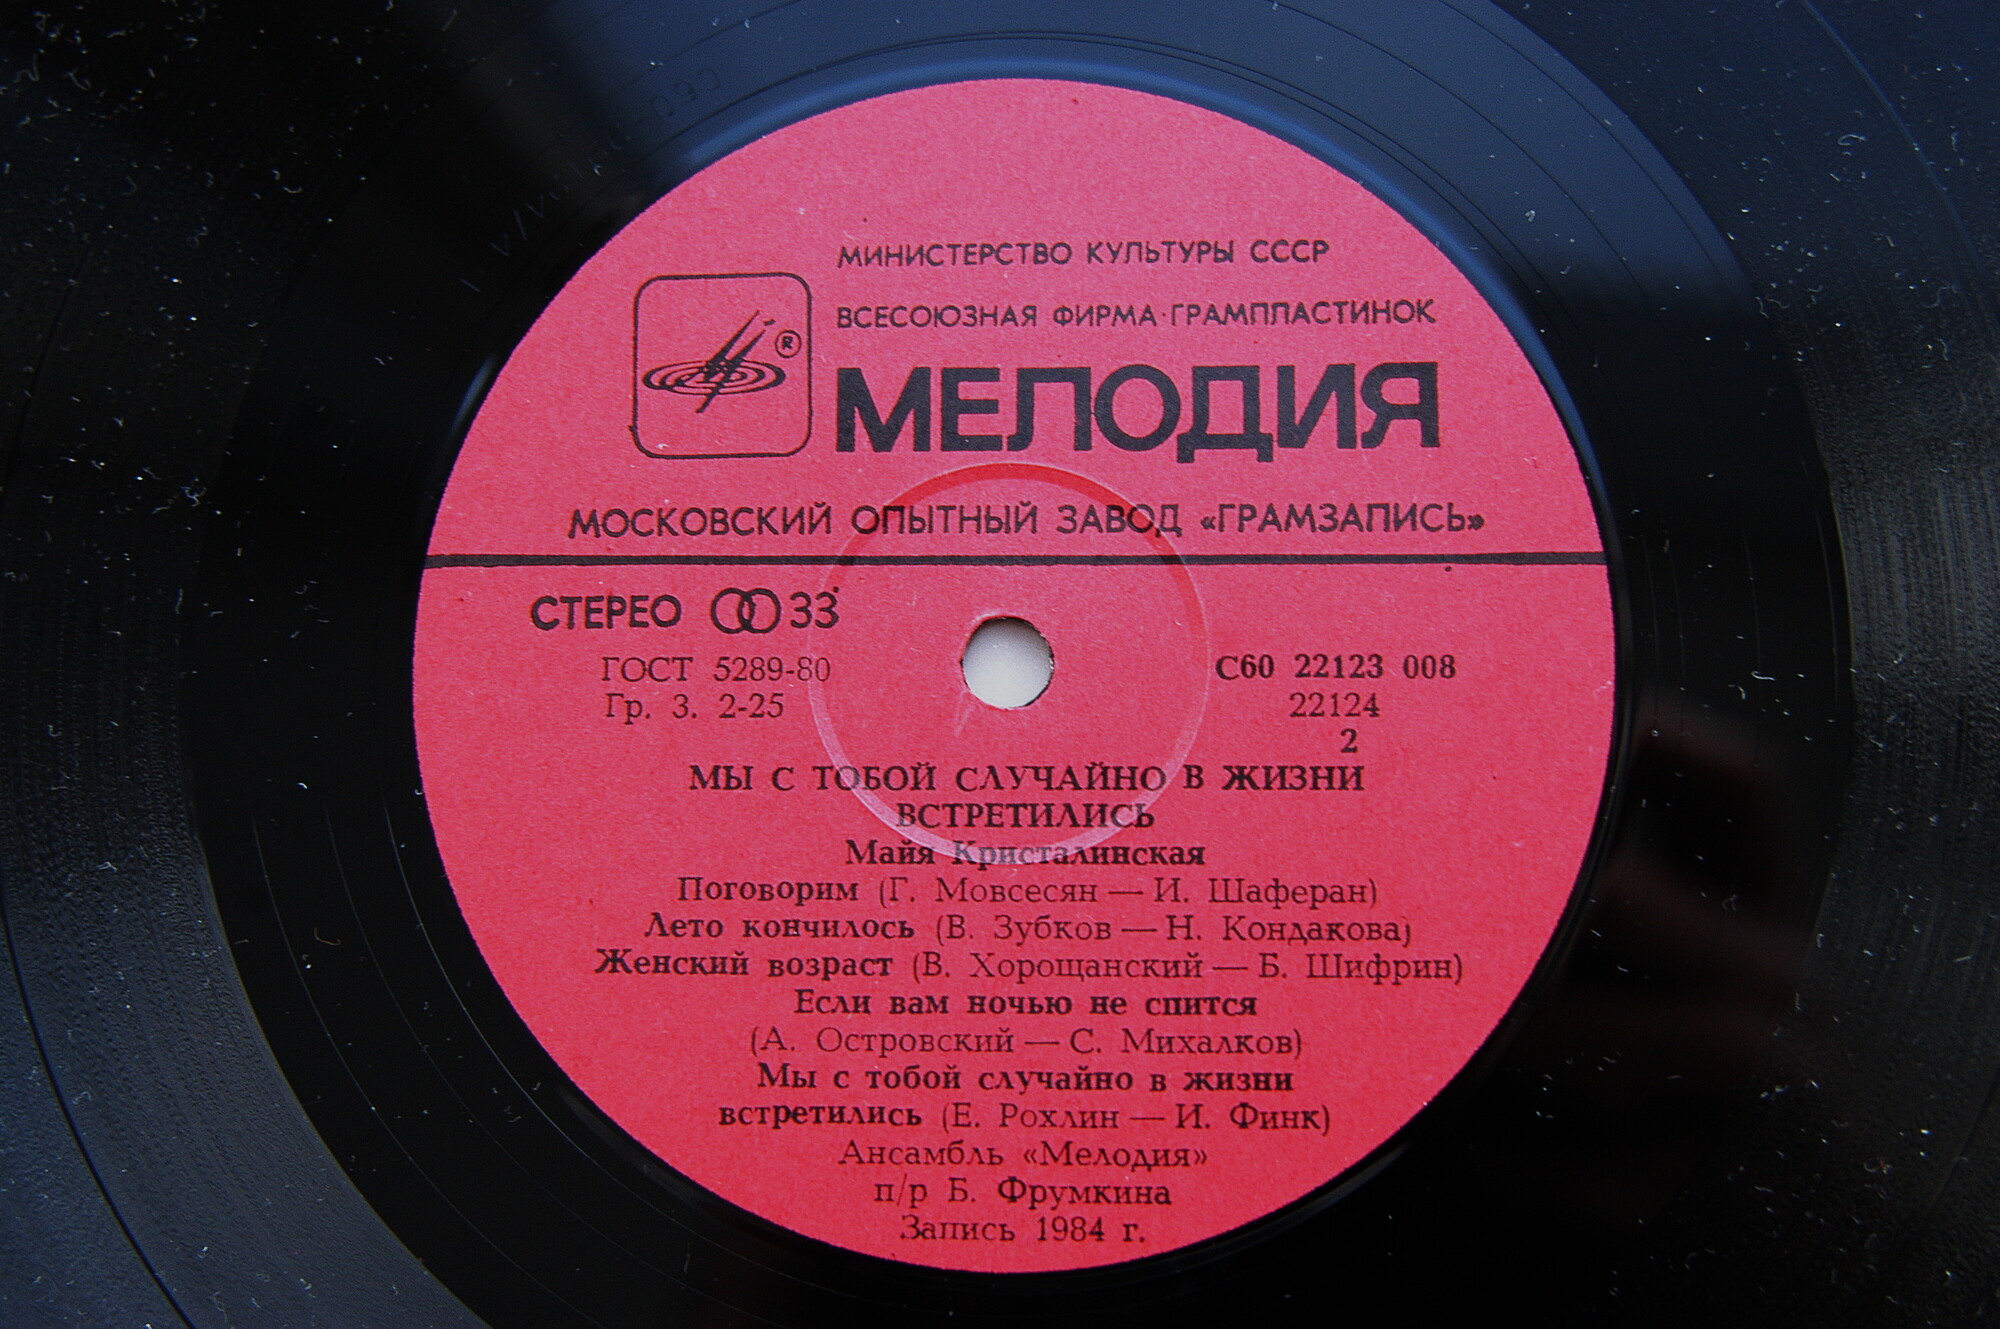 МИНИСТЕРСТВО КУЛЬТУРЫ СССР
ВСЕСОЮЗНАЯ ФИРМА·ГРАМПЛАСТИНОК
®
МЕЛОДИЯ
МОСКОВСКИЙ ОПЫТНЫЙ ЗАВОД «ГРАМЗАПИСЬ»
СТЕРЕО 33
ГОСТ 5289-80
Гр. 3. 2-25
С60 22123 008
22124
2
МЫ С ТОБОЙ СЛУЧАЙНО В ЖИЗНИ
ВСТРЕТИЛИСЬ
Майя Кристалинская
Поговорим (Г. Мовсесян — И. Шаферан)
Лето кончилось (В. Зубков — Н. Кондакова)
Женский возраст (В. Хорощанский — Б. Шифрин)
Если вам ночью не спится
(А. Островский — С. Михалков)
Мы с тобой случайно в жизни
встретились (Е. Рохлин — И. Финк)
Ансамбль «Мелодия»
п/р Б. Фрумкина
Запись 1984 г.